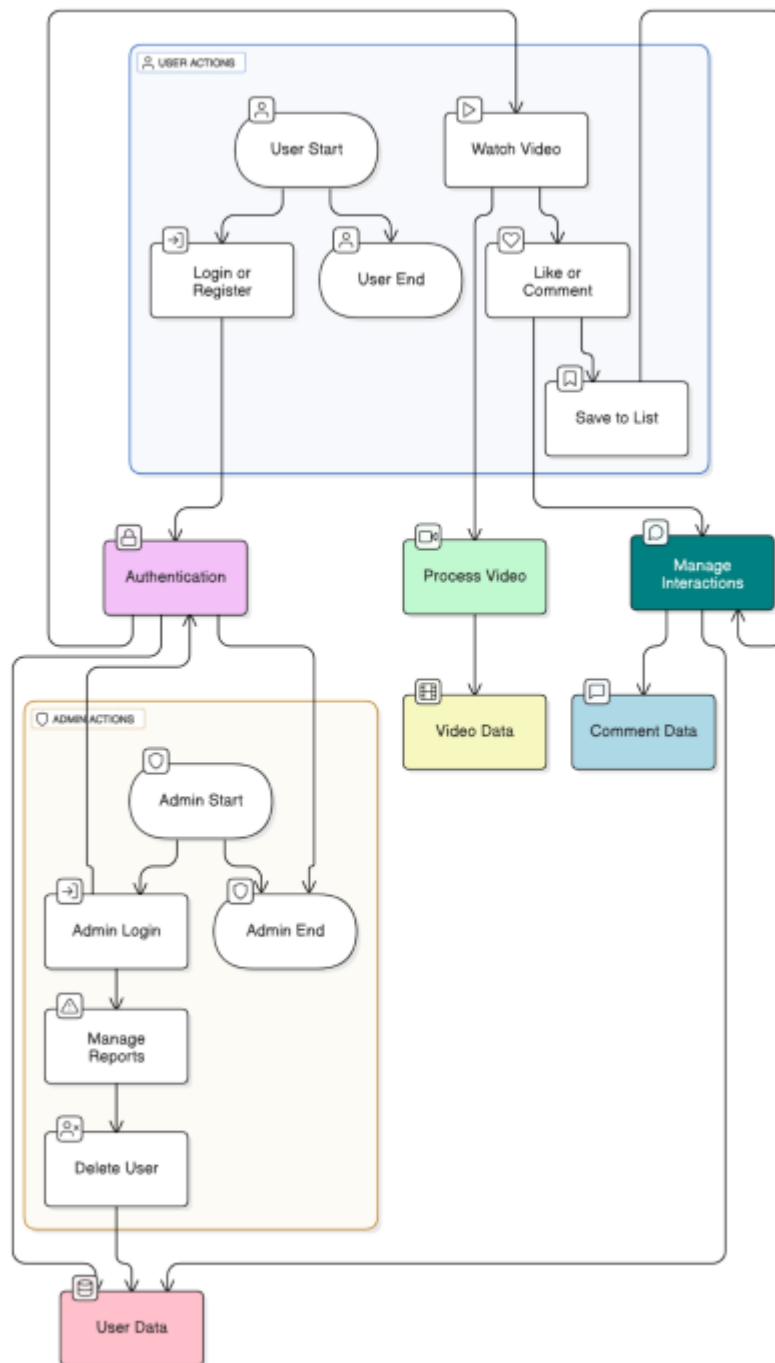 USER ACTIONS
User Start
Watch Video
Login or
Register
User End
Like or
Comment
Save to List
Authentication
Process Video
Manage
Interactions
ADMIN ACTIONS
Video Data
Comment Data
Admin Start
Admin Login
Admin End
Manage
Reports
Delete User
User Data